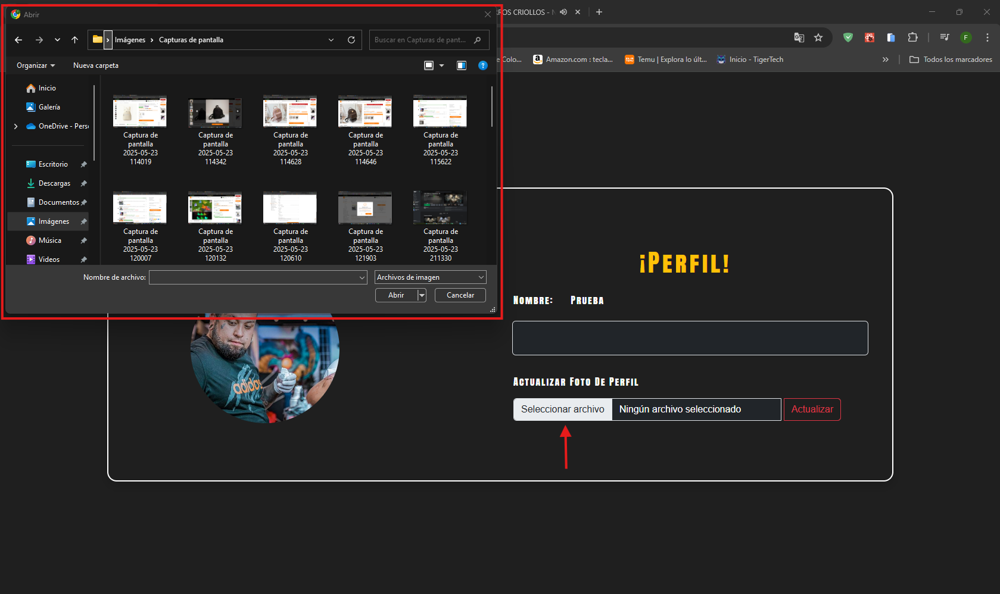 Abrir
ROS CRIOLLOS - N
Imágenes > Capturas de pantalla
Buscar en Capturas de pant...
F
Organizar
Nueva carpeta
?
e Colo...
a
Amazon.com : tecla...
Temu | Explora lo últ...
Inicio - TigerTech
»
Todos los marcadores
Inicio
Galería
OneDrive - Pers
Escritorio
Descargas
Documentos
Imágenes
Música
Videos
Captura de
pantalla
2025-05-23
114019
Captura de
pantalla
2025-05-23
114342
Captura de
pantalla
2025-05-23
114628
Captura de
pantalla
2025-05-23
114646
Captura de
pantalla
2025-05-23
115622
Captura de
pantalla
2025-05-23
120007
Captura de
pantalla
2025-05-23
120132
Captura de
pantalla
2025-05-23
120610
Captura de
pantalla
2025-05-23
121903
Captura de
pantalla
2025-05-23
211330
Nombre de archivo:
Archivos de imagen
Abrir
Cancelar
¡Perfil!
Nombre: Prueba
adidas
Actualizar Foto De Perfil
Seleccionar archivo
Ningún archivo seleccionado
Actualizar